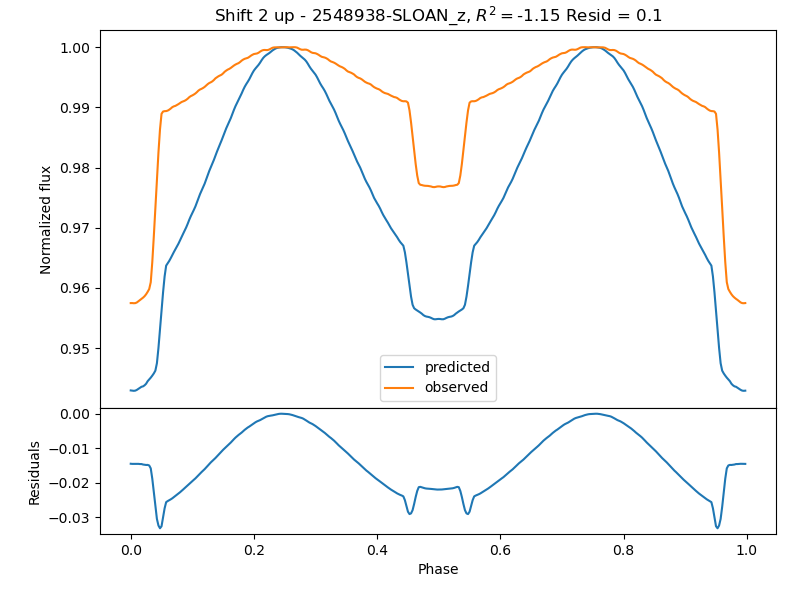 Shift 2 up - 2548938-SLOAN_z, R² = -1.15 Resid = 0.1
1.00
0.99
0.98
0.97
0.96
0.95
Normalized flux
predicted
observed
0.00
−0.01
−0.02
−0.03
Residuals
0.0 0.2 0.4 0.6 0.8 1.0
Phase